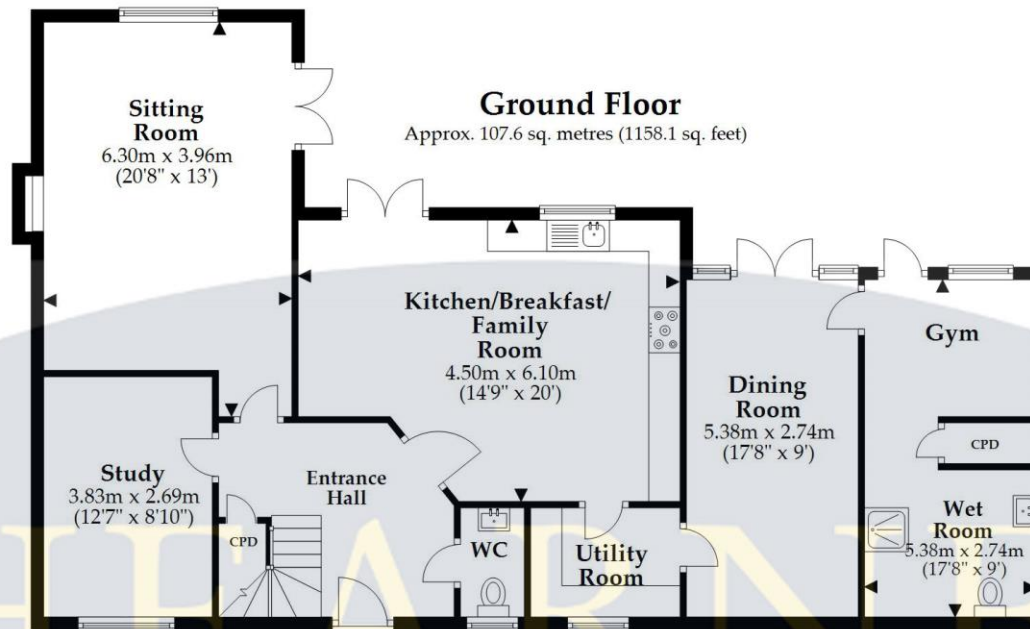 Ground Floor
Approx. 107.6 sq. metres (1158.1 sq. feet)
Sitting
Room
6.30m x 3.96m
(20'8" x 13')
Kitchen/Breakfast/
Family
Room
4.50m x 6.10m
(14'9" x 20')
Gym
Dining
Room
5.38m x 2.74m
(17'8" x 9')
CPD
Study
3.83m x 2.69m
(12'7" x 8'10")
Entrance
Hall
CPD
WC
Utility
Room
Wet
Room
5.38m x 2.74m
(17'8" x 9')
HEARNE